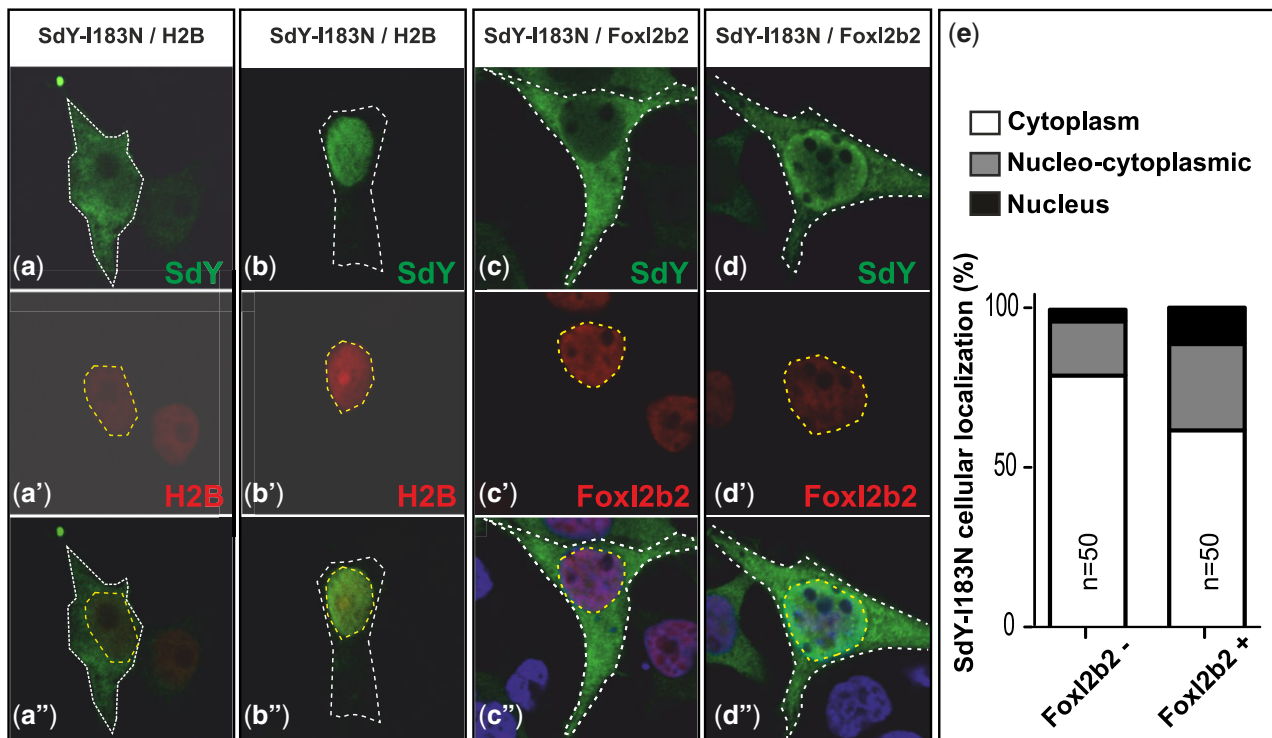 SdY-I183N / H2B
SdY-I183N / H2B
SdY-I183N / Foxl2b2
SdY-I183N / Foxl2b2
(a)
SdY
(b)
SdY
(c)
SdY
(d)
SdY
(a')
H2B
(b')
H2B
(c')
Foxl2b2
(d')
Foxl2b2
(a")
(b")
(c")
(d")
(e)
Cytoplasm
Nucleo-cytoplasmic
Nucleus
SdY-I183N cellular localization (%)
100
50
0
n=50
n=50
Foxl2b2 -
Foxl2b2 +